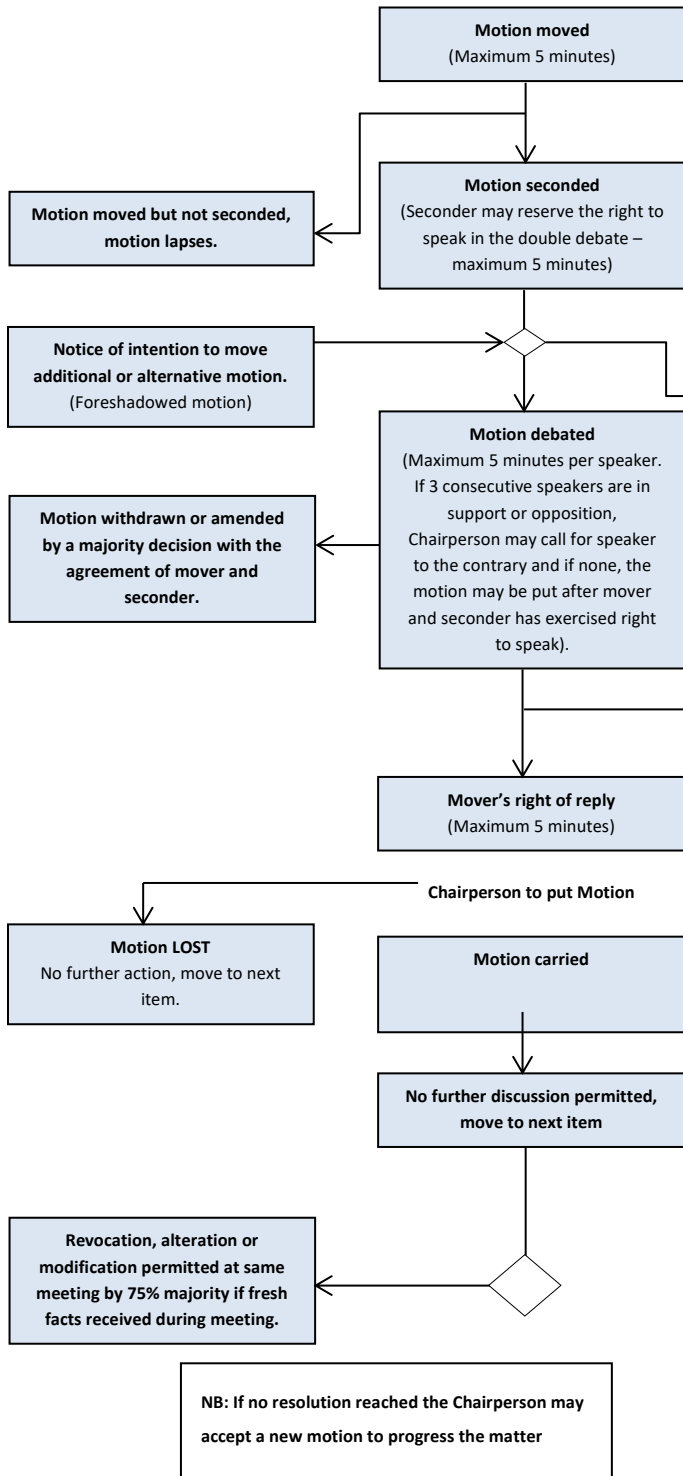 Motion moved
(Maximum 5 minutes)
Motion seconded
(Seconder may reserve the right to
speak in the double debate –
maximum 5 minutes)
Motion moved but not seconded,
motion lapses.
Notice of intention to move
additional or alternative motion.
(Foreshadowed motion)
Motion debated
(Maximum 5 minutes per speaker.
If 3 consecutive speakers are in
support or opposition,
Chairperson may call for speaker
to the contrary and if none, the
motion may be put after mover
and seconder has exercised right
to speak).
Motion withdrawn or amended
by a majority decision with the
agreement of mover and
seconder.
Mover’s right of reply
(Maximum 5 minutes)
Chairperson to put Motion
Motion LOST
No further action, move to next
item.
Motion carried
No further discussion permitted,
move to next item
Revocation, alteration or
modification permitted at same
meeting by 75% majority if fresh
facts received during meeting.
NB: If no resolution reached the Chairperson may
accept a new motion to progress the matter